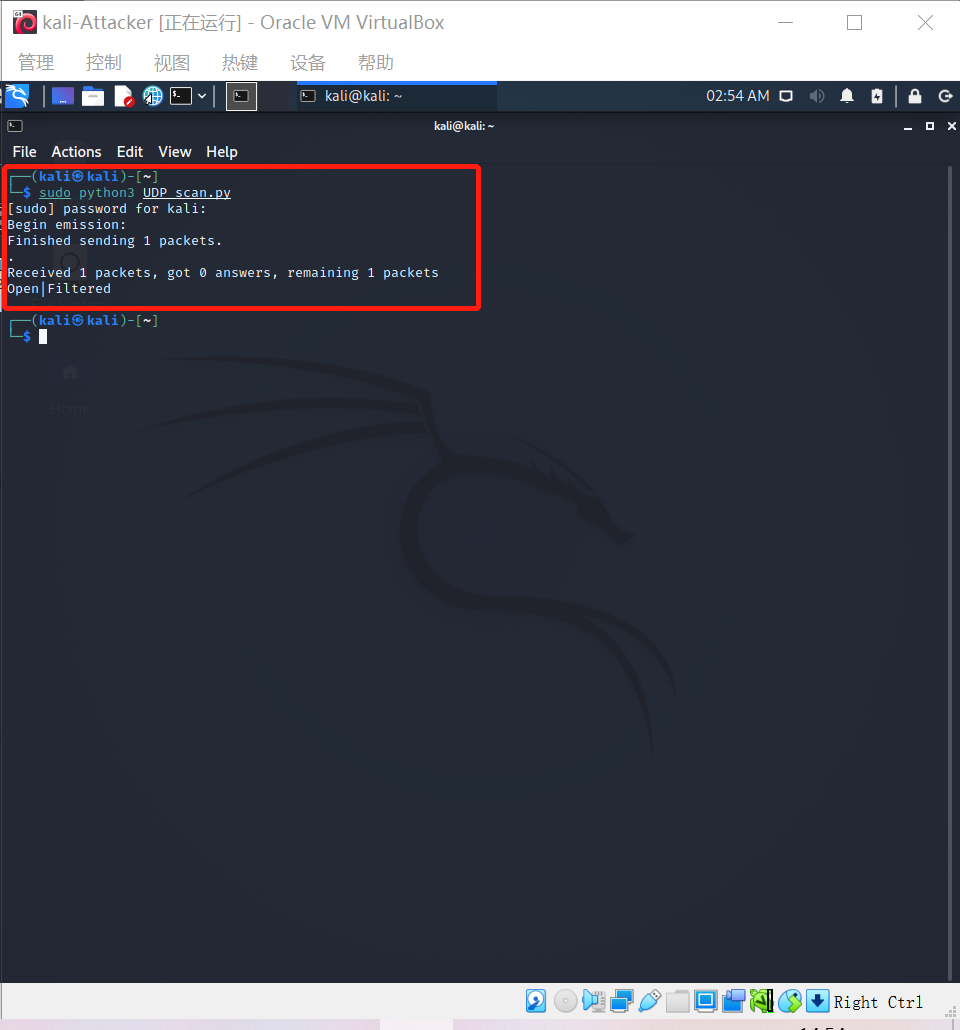 kali-Attacker [正在运行] - Oracle VM VirtualBox
管理 控制 视图 热键 设备 帮助
kali@kali: ~ 02:54 AM
kali@kali: ~
File Actions Edit View Help
(kali㉿kali)-[~]
$ sudo python3 UDP_scan.py
[sudo] password for kali:
Begin emission:
Finished sending 1 packets.
.
Received 1 packets, got 0 answers, remaining 1 packets
Open|Filtered
(kali㉿kali)-[~]
$
Home
Right Ctrl